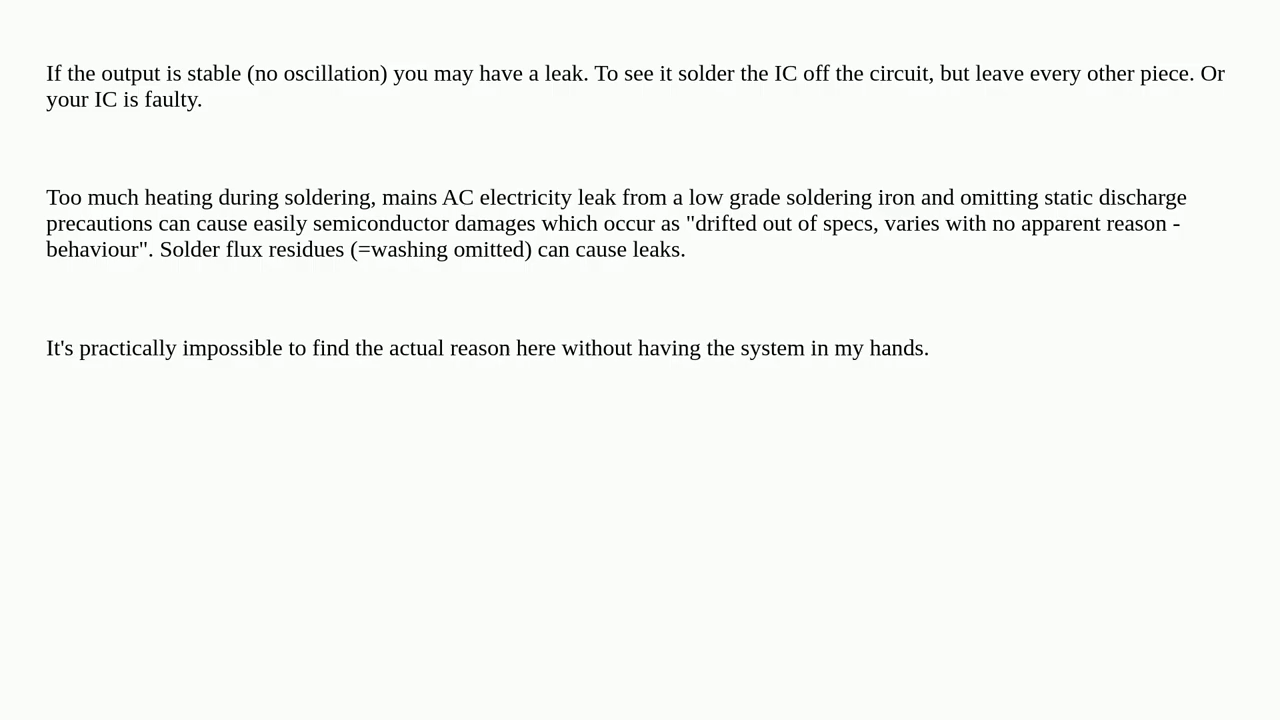 If the output is stable (no oscillation) you may have a leak. To see it solder the IC off the circuit, but leave every other piece. Or
your IC is faulty.
Too much heating during soldering, mains AC electricity leak from a low grade soldering iron and omitting static discharge
precautions can cause easily semiconductor damages which occur as "drifted out of specs, varies with no apparent reason -
behaviour". Solder flux residues (=washing omitted) can cause leaks.
It's practically impossible to find the actual reason here without having the system in my hands.